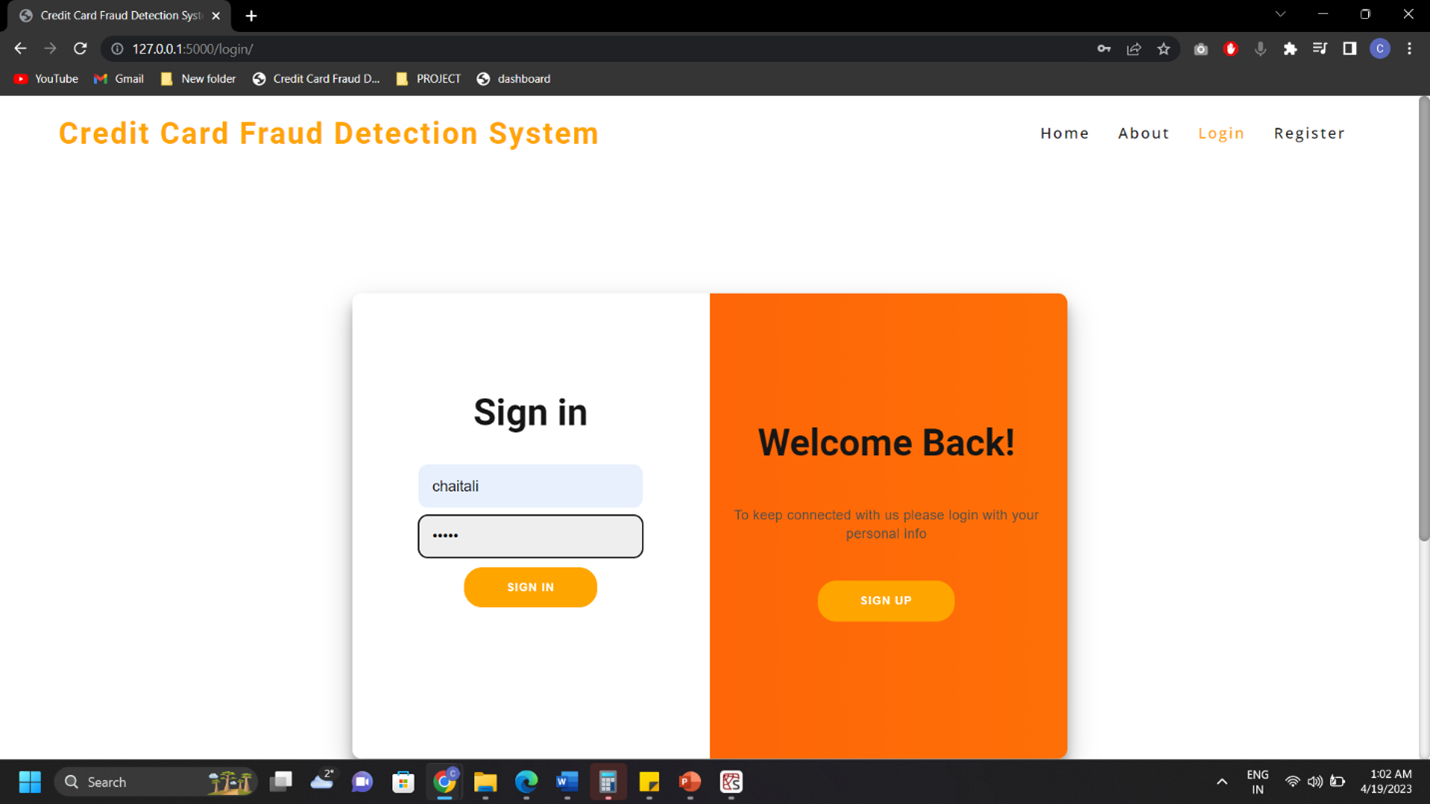 Credit Card Fraud Detection Syst
127.0.0.1:5000/login/
C
YouTube
Gmail
New folder
Credit Card Fraud D...
PROJECT
dashboard
Credit Card Fraud Detection System
Home
About
Login
Register
Sign in
chaitali
•••••
SIGN IN
Welcome Back!
To keep connected with us please login with your
personal info
SIGN UP
Search
2°
C
W
P
ENG
IN
1:02 AM
4/19/2023